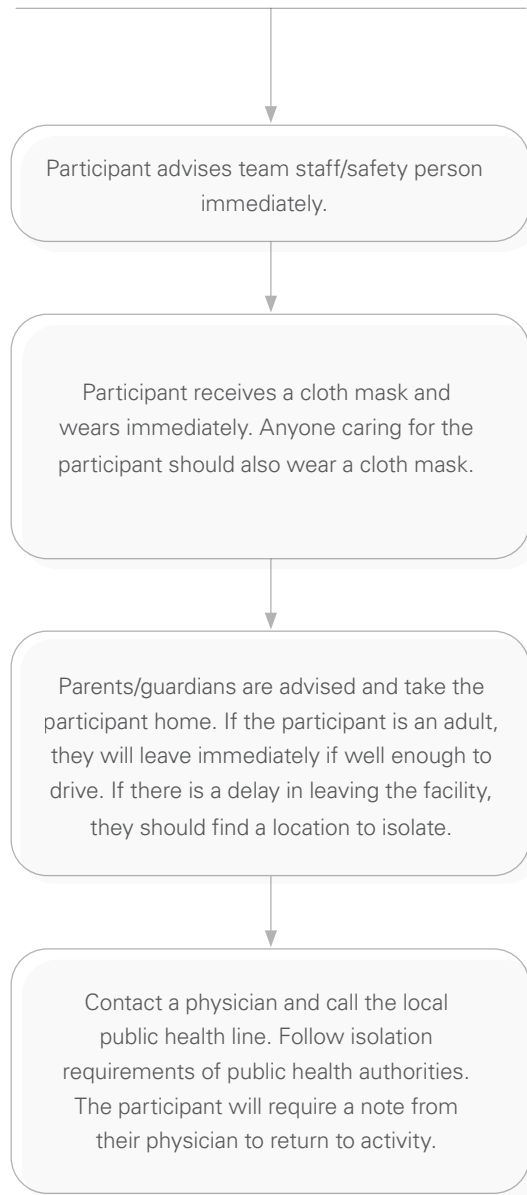 Participant advises team staff/safety person
immediately.
Participant receives a cloth mask and
wears immediately. Anyone caring for the
participant should also wear a cloth mask.
Parents/guardians are advised and take the
participant home. If the participant is an adult,
they will leave immediately if well enough to
drive. If there is a delay in leaving the facility,
they should find a location to isolate.
Contact a physician and call the local
public health line. Follow isolation
requirements of public health authorities.
The participant will require a note from
their physician to return to activity.